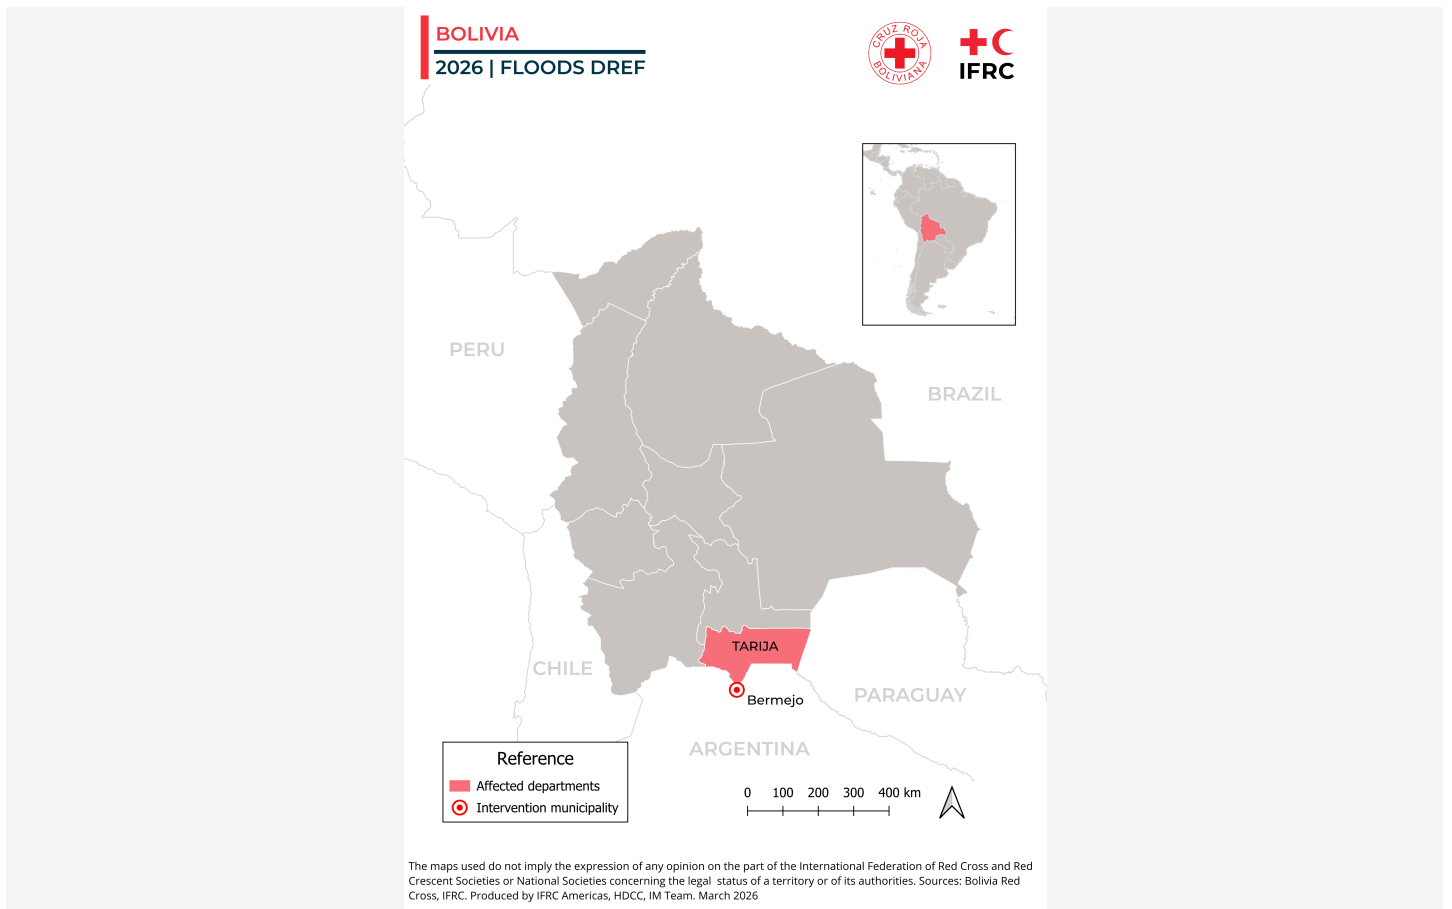 BOLIVIA
2026 | FLOODS DREF
CRUZ ROJA
BOLIVIANA
IFRC
PERU
BRAZIL
TARIJA
CHILE
Bermejo
PARAGUAY
ARGENTINA
Reference
Affected departments
Intervention municipality
0 100 200 300 400 km
The maps used do not imply the expression of any opinion on the part of the International Federation of Red Cross and Red
Crescent Societies or National Societies concerning the legal status of a territory or of its authorities. Sources: Bolivia Red
Cross, IFRC. Produced by IFRC Americas, HDCC, IM Team. March 2026